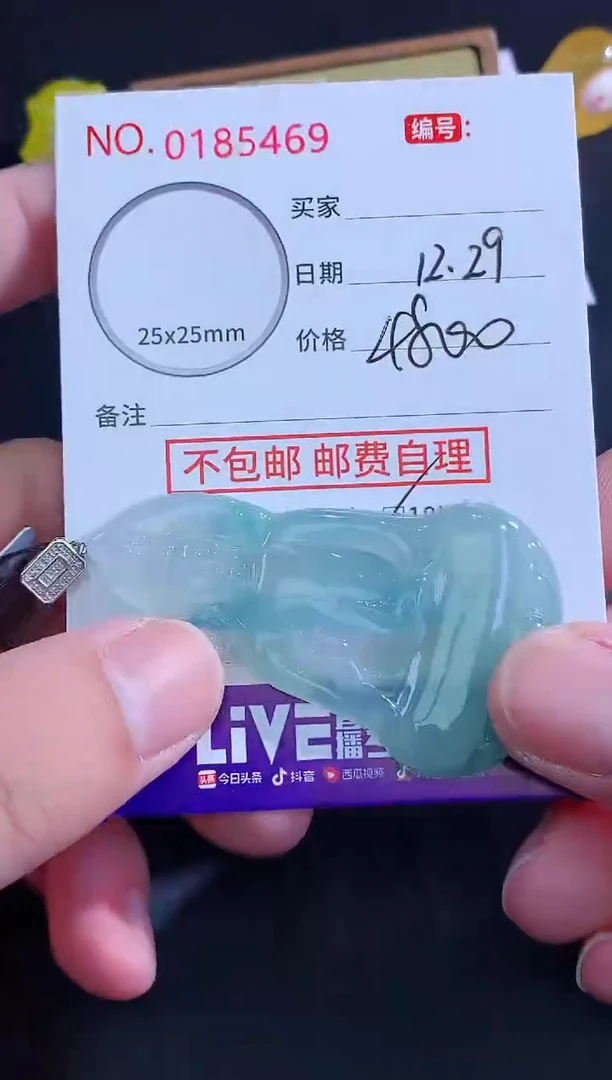 NO. 0185469 编号:
25x25mm
买家
日期 12.29
价格 4800
备注
不包邮 邮费自理
LiVE
今日头条 抖音 西瓜视频